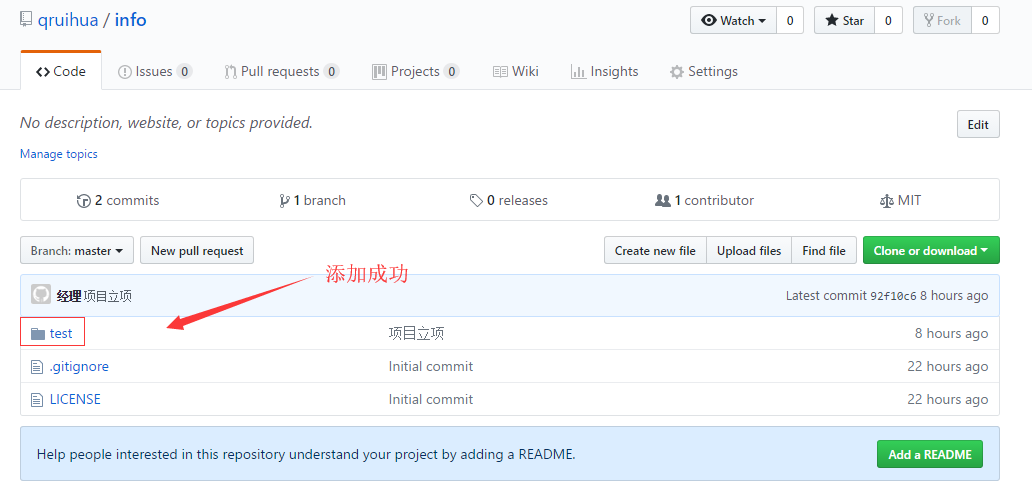 qruihua / info
Watch 0 Star 0 Fork 0
Code Issues 0 Pull requests 0 Projects 0 Wiki Insights Settings
No description, website, or topics provided.
Edit
Manage topics
2 commits 1 branch 0 releases 1 contributor MIT
Branch: master New pull request Create new file Upload files Find file Clone or download
添加成功
经理 项目立项 Latest commit 92f10c6 8 hours ago
test 项目立项 8 hours ago
.gitignore Initial commit 22 hours ago
LICENSE Initial commit 22 hours ago
Help people interested in this repository understand your project by adding a README. Add a README